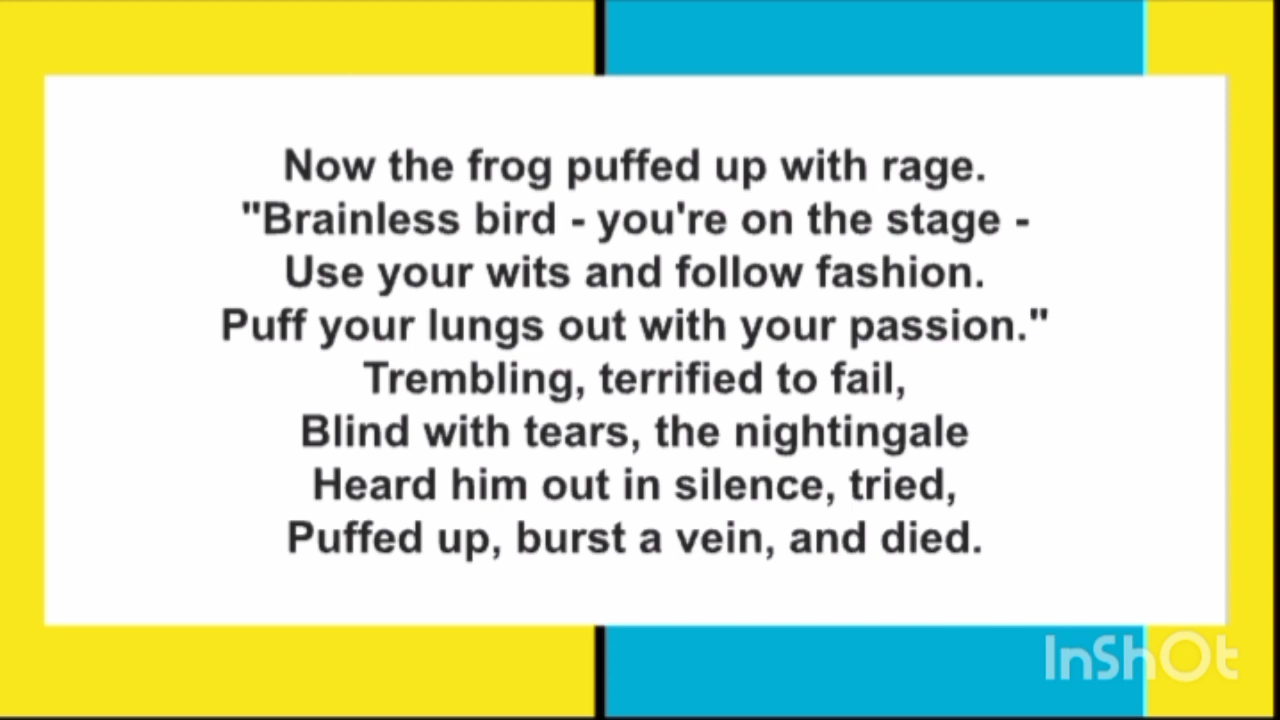 Now the frog puffed up with rage.
"Brainless bird - you're on the stage -
Use your wits and follow fashion.
Puff your lungs out with your passion."
Trembling, terrified to fail,
Blind with tears, the nightingale
Heard him out in silence, tried,
Puffed up, burst a vein, and died.
InShOt